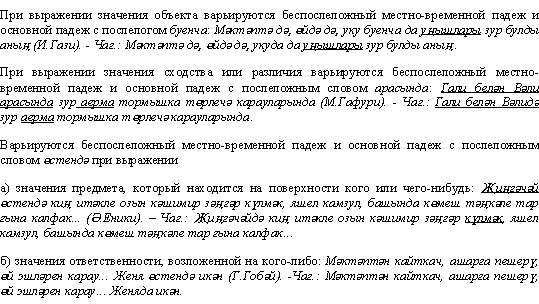 При выражении значения объекта варьируются беспослеложный местно-временной падеж и
основной падеж с послелогом буенча: Мәктәптә дә, өйдә дә, уку буенча да уңышлары зур булды
аның (И.Гази). - Чаг.: Мәктәптә дә, өйдә дә, укуда да уңышлары зур булды аның.
При выражении значения сходства или различия варьируются беспослеложный местно-
временной падеж и основной падеж с послеложным словом арасында: Гали белән Вәли
арасында зур аерма тормышка төрлечә карауларында (М.Гафури). - Чаг.: Гали белән Вәлидә
зур аерма тормышка төрлечә карауларында.
Варьируются беспослеложный местно-временной падеж и основной падеж с послеложным
словом өстендә при выражении
а) значения предмета, который находится на поверхности кого или чего-нибудь: Җиңгәчәй
өстендә киң итәкле озын кәшимир зәңгәр күлмәк, яшел камзул, башында көмеш тәңкәле тар
гына калфак... (Ә.Еники). – Чаг.: Җиңгәчәйдә киң итәкле озын кәшимир зәңгәр күлмәк, яшел
камзул, башында көмеш тәңкәле тар гына калфак...
б) значения ответственности, возложенной на кого-либо: Мәктәптән кайткач, ашарга пешерү,
өй эшләрен карау... Женя өстендә икән (Г.Гобәй). -Чаг.: Мәктәптән кайткач, ашарга пешерү,
өй эшләрен карау... Женяда икән.